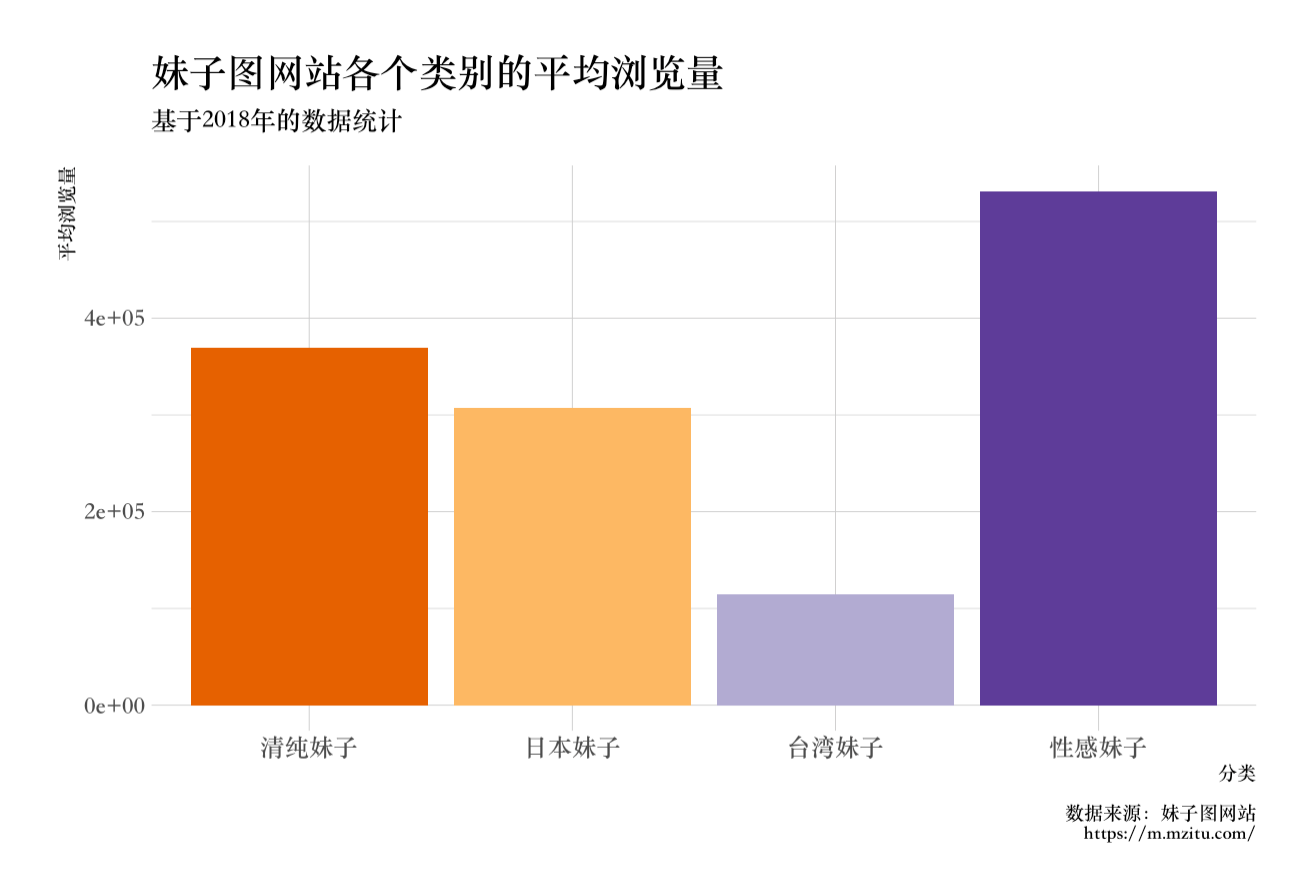 妹子图网站各个类别的平均浏览量
基于2018年的数据统计
平均浏览量
4e+05
2e+05
0e+00
清纯妹子 日本妹子 台湾妹子 性感妹子
分类
数据来源：妹子图网站
https://m.mzitu.com/